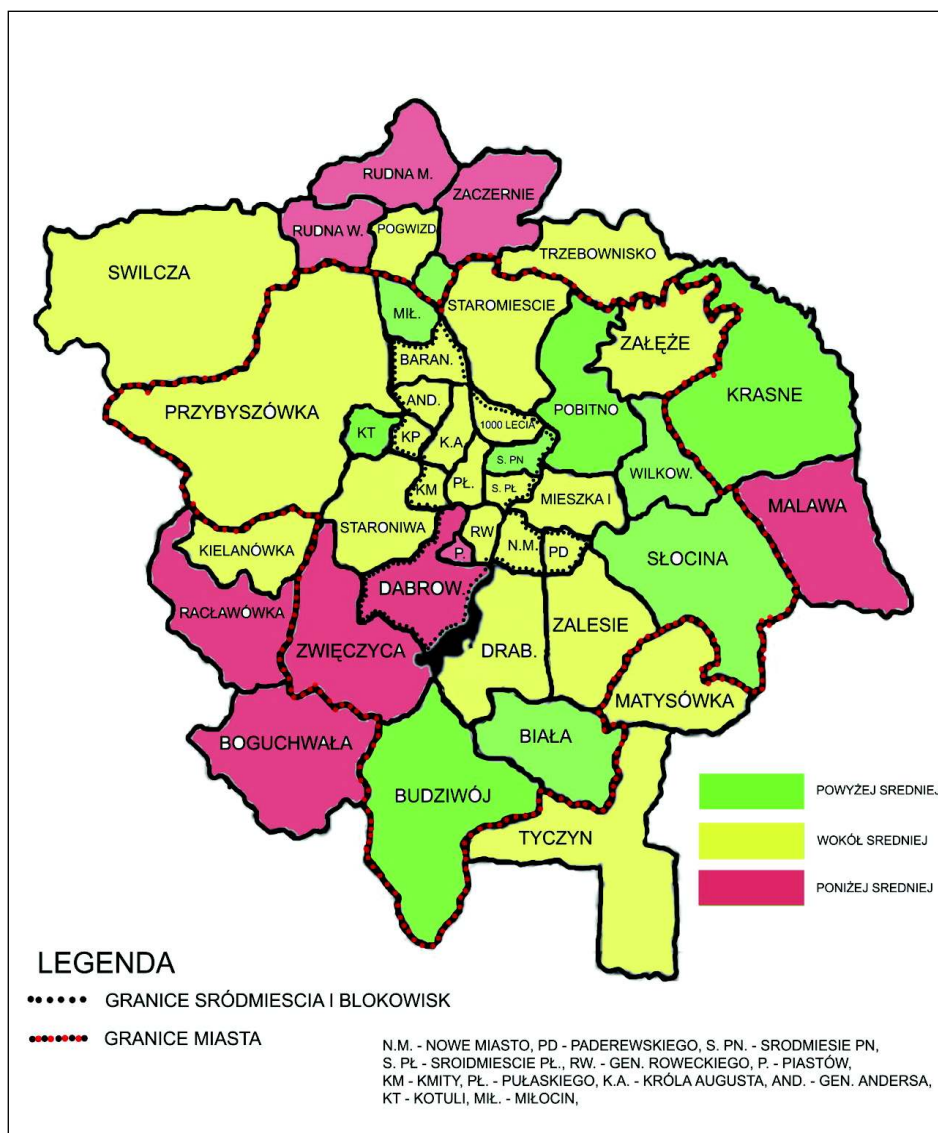 RUDNA M.
ZACZERNIE
RUDNA W.
POGWIZD
TRZEBOWNISKO
SWILCZA
STAROMIESCIE
MIŁ.
ZAŁĘŻE
BARAN.
KRASNE
AND.
PRZYBYSZÓWKA
POBITNO
1000 LECIA
KT
KP
K.A
S. PN
WILKOW.
PŁ.
KM
S. PŁ
MIESZKA I
MALAWA
STARONIWA
RW
N.M.
PD
KIELANÓWKA
P.
SŁOCINA
DABROW.
RACŁAWÓWKA
ZALESIE
ZWIĘCZYCA
DRAB.
MATYSÓWKA
BIAŁA
BOGUCHWAŁA
BUDZIWÓJ
TYCZYN
POWYŻEJ SREDNIEJ
WOKÓŁ SREDNIEJ
PONIŻEJ SREDNIEJ
LEGENDA
GRANICE SRÓDMIESCIA I BLOKOWISK
GRANICE MIASTA
N.M. - NOWE MIASTO, PD - PADEREWSKIEGO, S. PN. - SRODMIESIE PN,
S. PŁ - SROIDMIESCIE PŁ., RW. - GEN. ROWECKIEGO, P. - PIASTÓW,
KM - KMITY, PŁ. - PUŁASKIEGO, K.A. - KRÓLA AUGUSTA, AND. - GEN. ANDERSA,
KT - KOTULI, MIŁ. - MIŁOCIN,